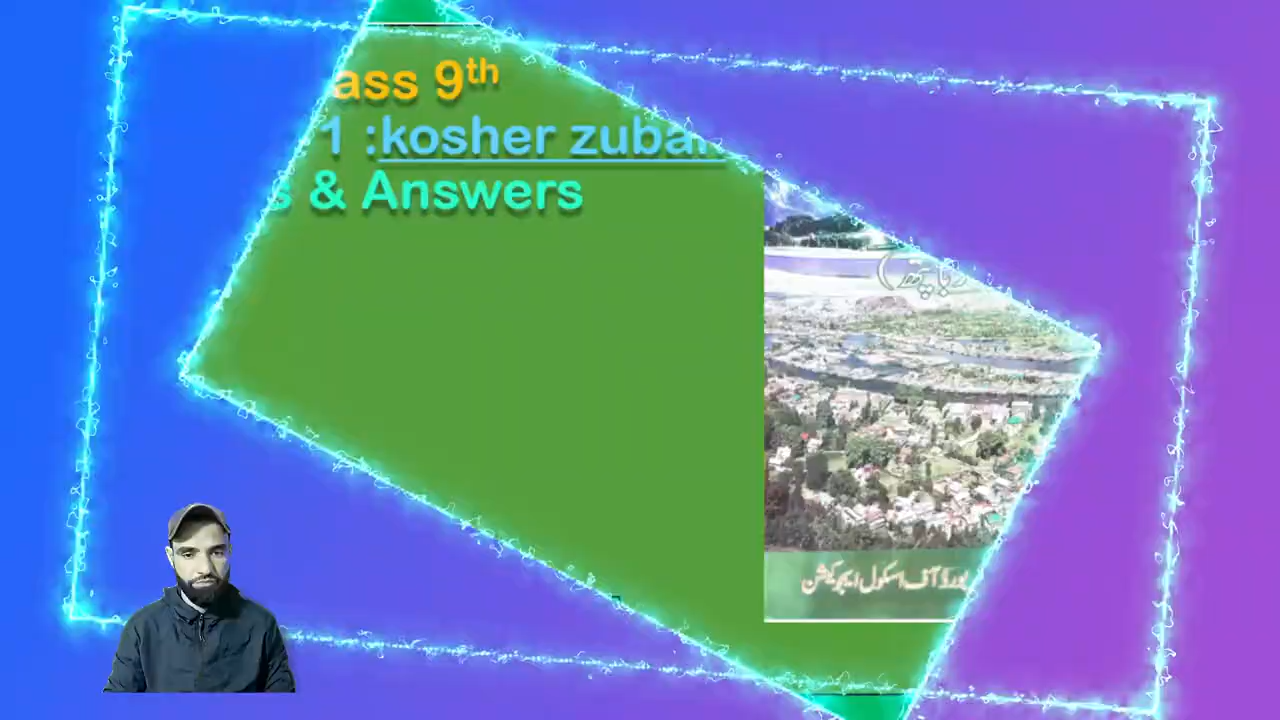 ass 9th
1 :kosher zuba
s & Answers
بورڈ آف اسکول ایجوکیشن